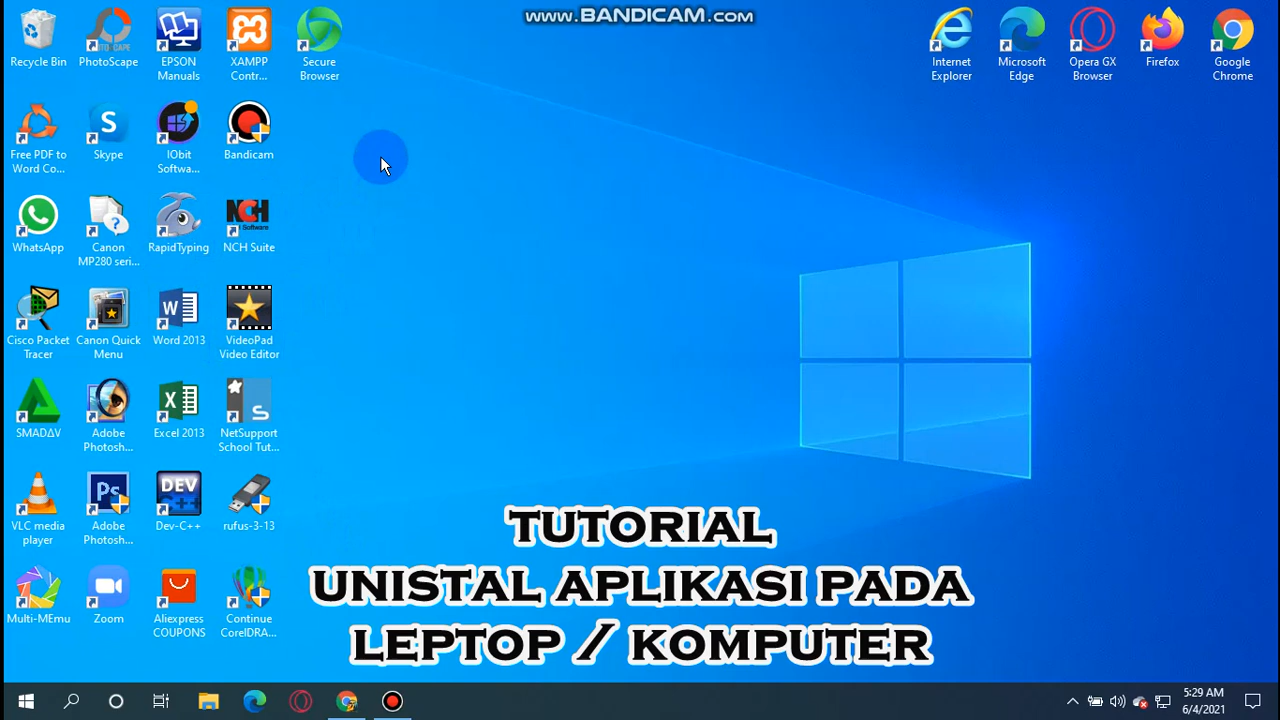 www.BANDICAM.com
Recycle Bin
PhotoScape
EPSON
Manuals
XAMPP
Contr...
Secure
Browser
Internet
Explorer
Microsoft
Edge
Opera GX
Browser
Firefox
Google
Chrome
Free PDF to
Word Co...
Skype
IObit
Softwa...
Bandicam
WhatsApp
Canon
MP280 seri...
RapidTyping
NCH
NCH Suite
Cisco Packet
Tracer
Canon Quick
Menu
Word 2013
VideoPad
Video Editor
SMADΔV
Adobe
Photosh...
Excel 2013
NetSupport
School Tut...
VLC media
player
Ps
Adobe
Photosh...
DEV
Dev-C++
rufus-3-13
Multi-MEmu
Zoom
Aliexpress
COUPONS
Continue
CorelDRA...
TUTORIAL
UNISTAL APLIKASI PADA
LEPTOP / KOMPUTER
5:29 AM
6/4/2021